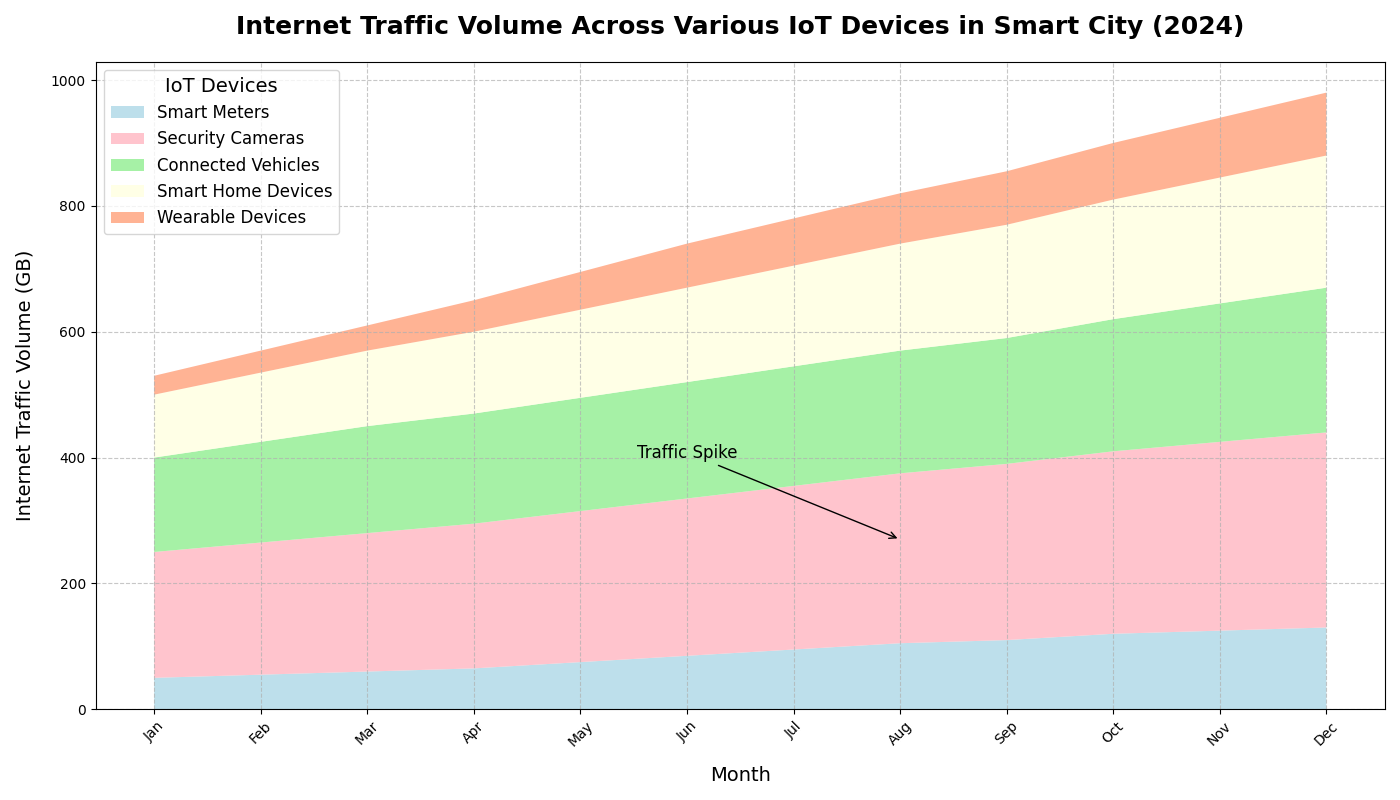 Internet Traffic Volume Across Various IoT Devices in Smart City (2024)
IoT Devices
Smart Meters
Security Cameras
Connected Vehicles
Smart Home Devices
Wearable Devices
Internet Traffic Volume (GB)
1000
800
600
400
200
0
Traffic Spike
Jan
Feb
Mar
Apr
May
Jun
Jul
Aug
Sep
Oct
Nov
Dec
Month